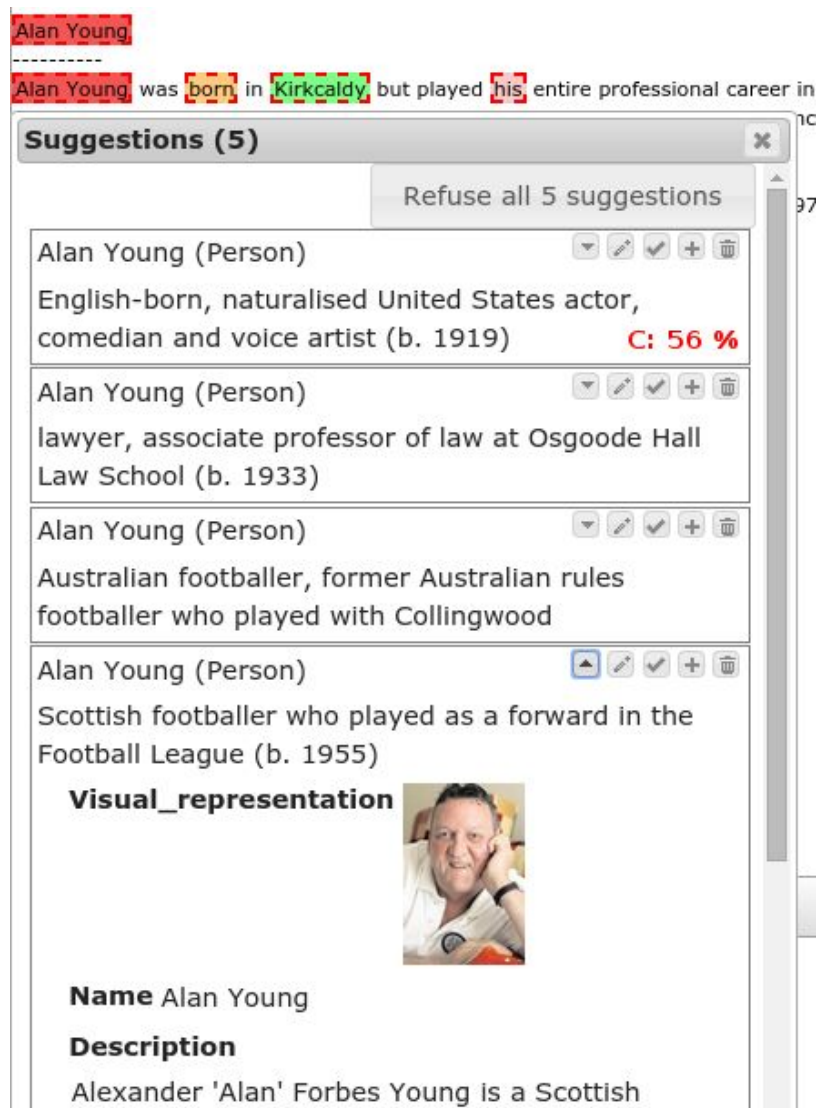 Alan Young
----------
Alan Young was born in Kirkcaldy but played his entire professional career in
Suggestions (5)
Refuse all 5 suggestions
97
Alan Young (Person)
English-born, naturalised United States actor,
comedian and voice artist (b. 1919)
C: 56 %
Alan Young (Person)
lawyer, associate professor of law at Osgoode Hall
Law School (b. 1933)
Alan Young (Person)
Australian footballer, former Australian rules
footballer who played with Collingwood
Alan Young (Person)
Scottish footballer who played as a forward in the
Football League (b. 1955)
Visual_representation
Name Alan Young
Description
Alexander 'Alan' Forbes Young is a Scottish